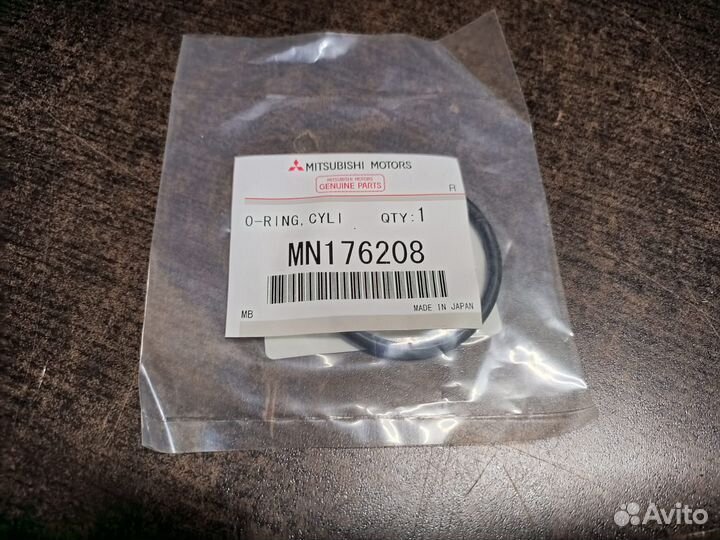 MITSUBISHI MOTORS
MITSUBISHI MOTORS
GENUINE PARTS
R
O-RING, CYLI QTY:1
MN176208
MB MADE IN JAPAN
Avito